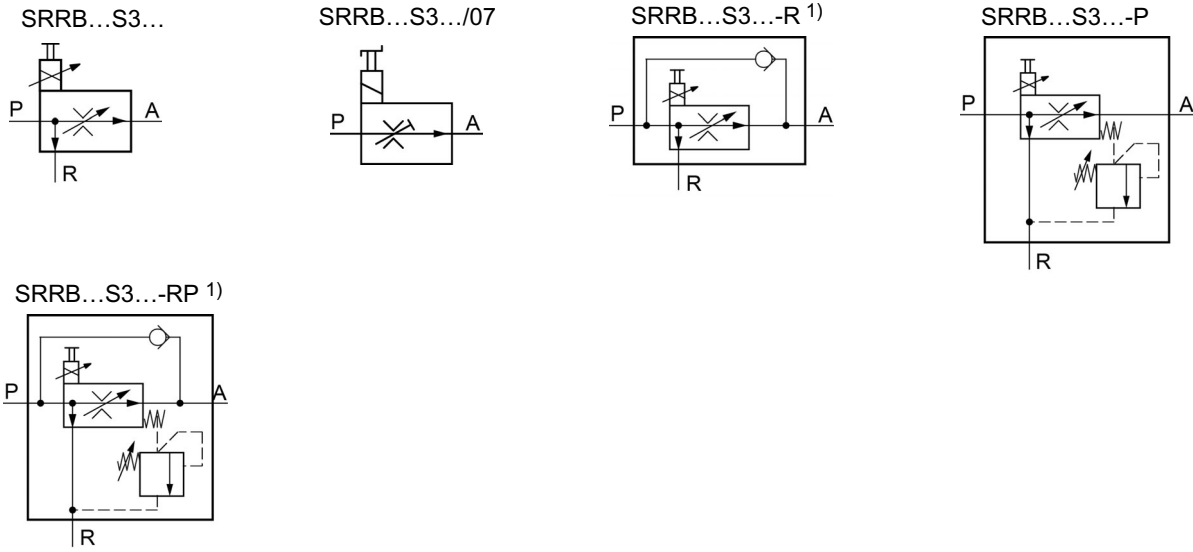 SRRB…S3…
P
A
R
SRRB…S3…/07
P
A
SRRB…S3…-R 1)
P
A
R
SRRB…S3…-P
P
A
R
SRRB…S3…-RP 1)
P
A
R